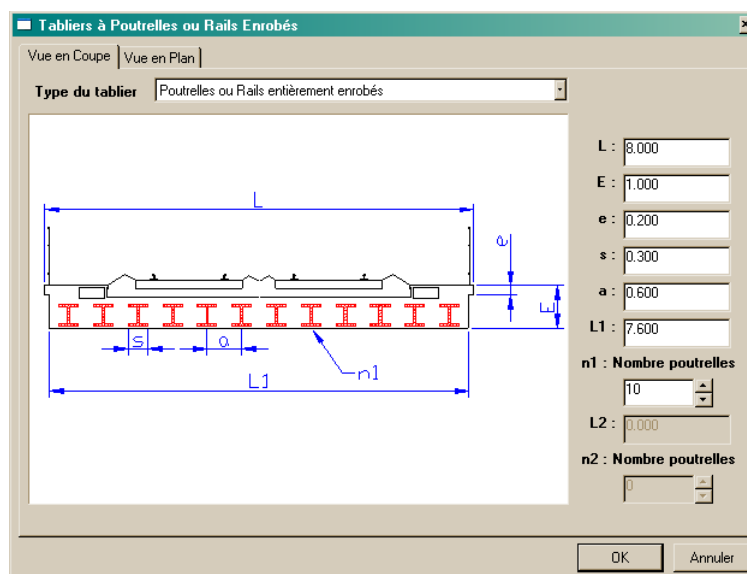 Tabliers à Poutrelles ou Rails Enrobés
Vue en Coupe
Vue en Plan
Type du tablier
Poutrelles ou Rails entièrement enrobés
L
e
E
s
a
n1
L1
L : 8.000
E : 1.000
e : 0.200
s : 0.300
a : 0.600
L1 : 7.600
n1 : Nombre poutrelles
10
L2 : 0.000
n2 : Nombre poutrelles
0
OK
Annuler